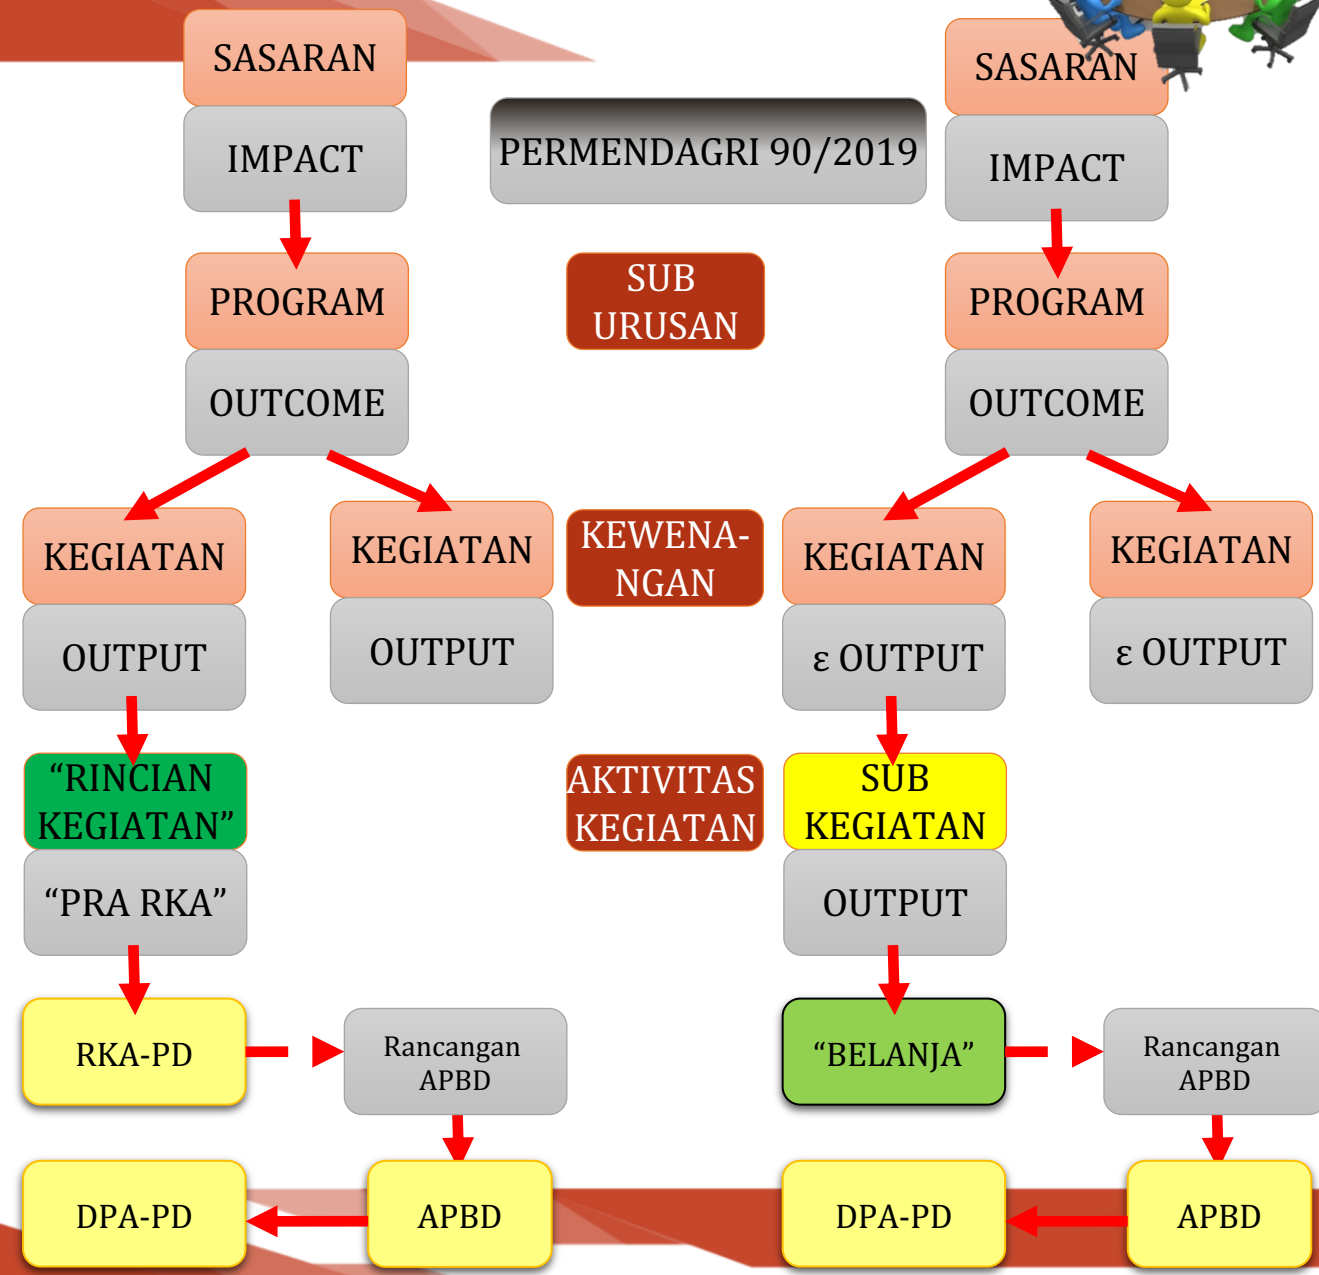 SASARAN
IMPACT
PERMENDAGRI 90/2019
SASARAN
IMPACT
PROGRAM
OUTCOME
SUB
URUSAN
PROGRAM
OUTCOME
KEGIATAN
OUTPUT
KEGIATAN
OUTPUT
KEWENA-
NGAN
KEGIATAN
ε OUTPUT
KEGIATAN
ε OUTPUT
“RINCIAN
KEGIATAN”
“PRA RKA”
AKTIVITAS
KEGIATAN
SUB
KEGIATAN
OUTPUT
RKA-PD
Rancangan
APBD
“BELANJA”
Rancangan
APBD
DPA-PD
APBD
DPA-PD
APBD